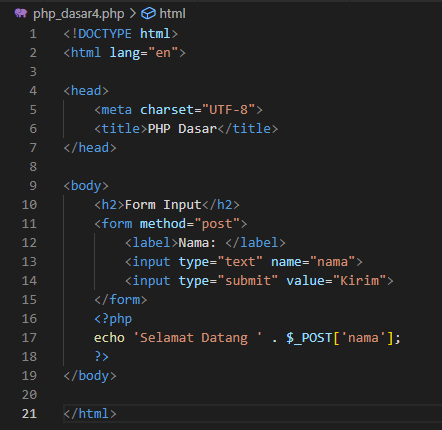 php_dasar4.php > html
1 <!DOCTYPE html>
2 <html lang="en">
3
4 <head>
5     <meta charset="UTF-8">
6     <title>PHP Dasar</title>
7 </head>
8
9 <body>
10     <h2>Form Input</h2>
11     <form method="post">
12         <label>Nama: </label>
13         <input type="text" name="nama">
14         <input type="submit" value="Kirim">
15     </form>
16     <?php
17     echo 'Selamat Datang ' . $_POST['nama'];
18     ?>
19 </body>
20
21 </html>